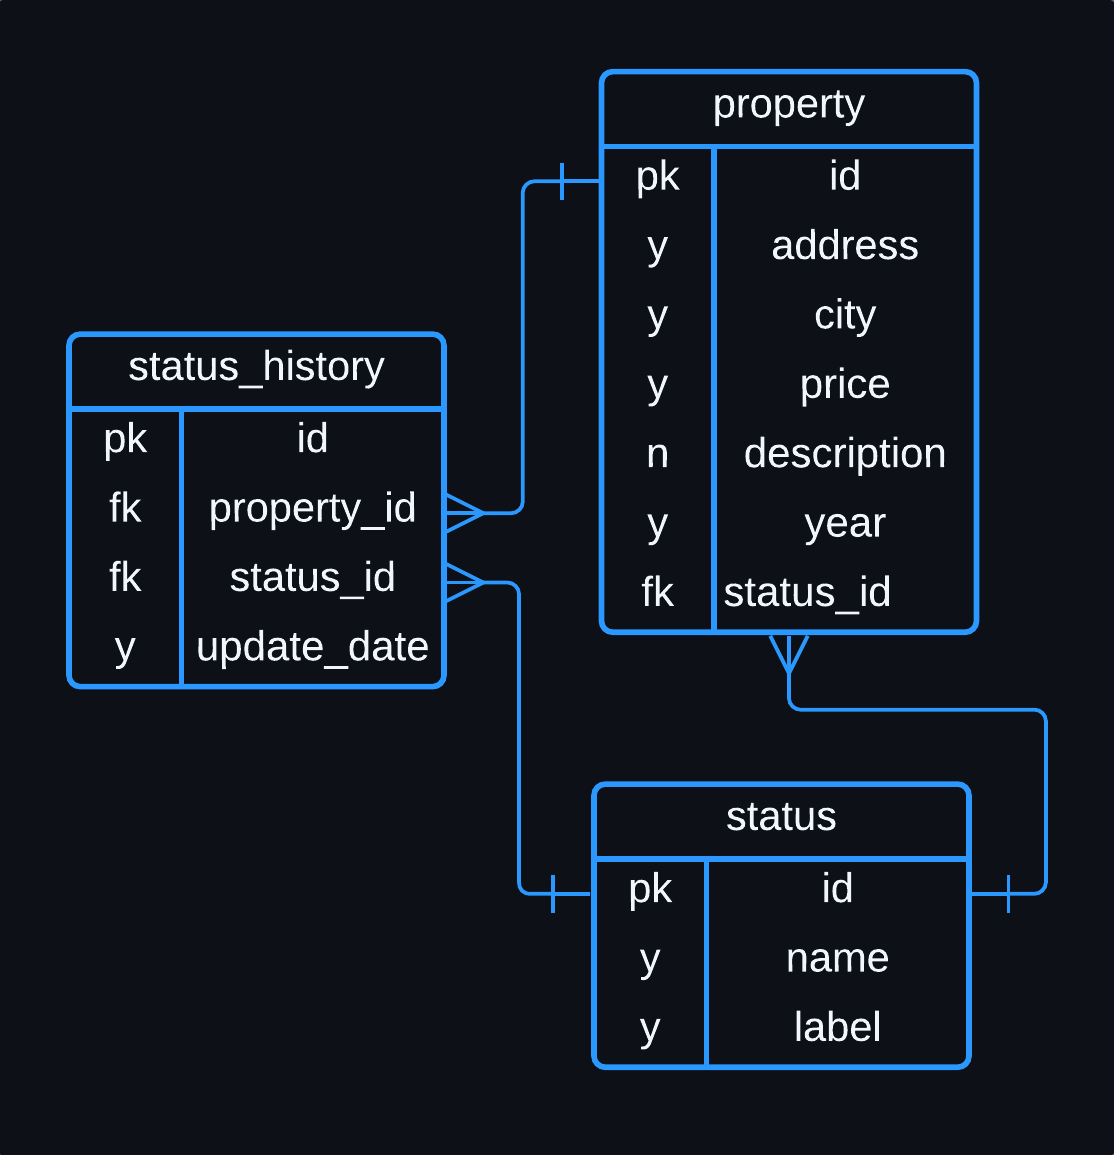 property
pk id
y address
y city
y price
n description
y year
fk status_id
status_history
pk id
fk property_id
fk status_id
y update_date
status
pk id
y name
y label